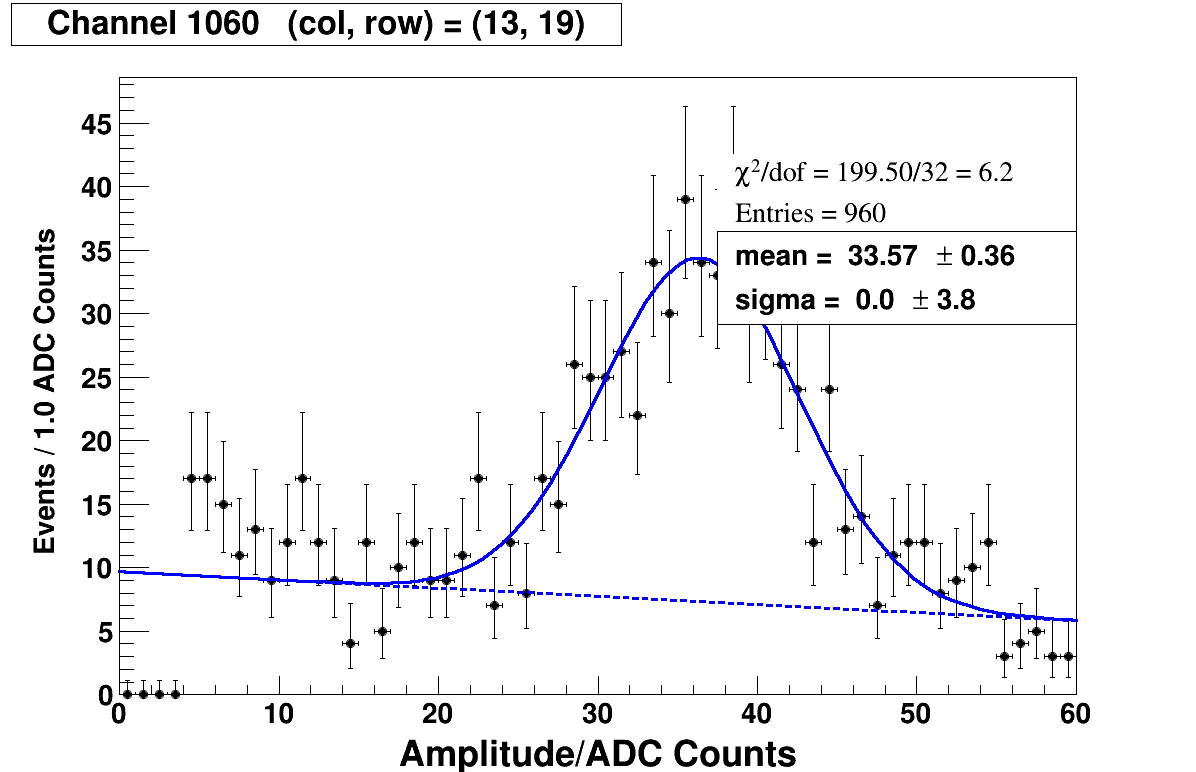 Channel 1060 (col, row) = (13, 19)
45
40
35
30
25
20
15
10
5
0
Events / 1.0 ADC Counts
χ²/dof = 199.50/32 = 6.2
Entries = 960
mean = 33.57 ± 0.36
sigma = 0.0 ± 3.8
0 10 20 30 40 50 60
Amplitude/ADC Counts